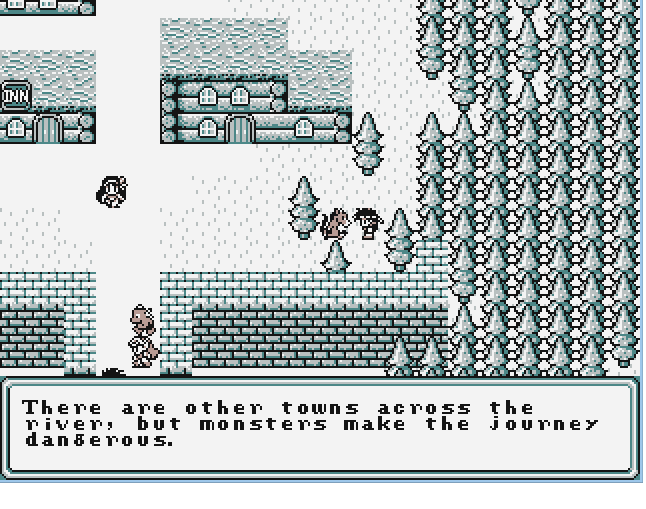 INN
There are other towns across the
river, but monsters make the journey
dangerous.